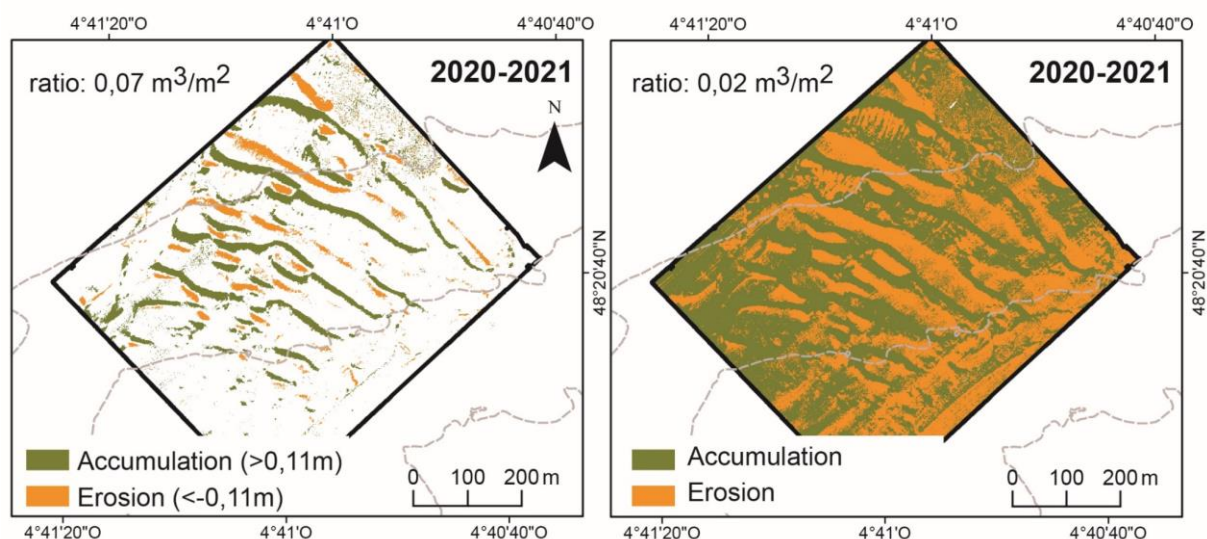 4°41'20"O 4°41'O 4°40'40"O
ratio: 0,07 m³/m²
2020-2021
N
Accumulation (>0,11m)
Erosion (<-0,11m)
0 100 200 m
4°41'20"O 4°41'O 4°40'40"O
4°41'20"O 4°41'O 4°40'40"O
ratio: 0,02 m³/m²
2020-2021
48°20'40"N
Accumulation
Erosion
0 100 200 m
4°41'20"O 4°41'O 4°40'40"O